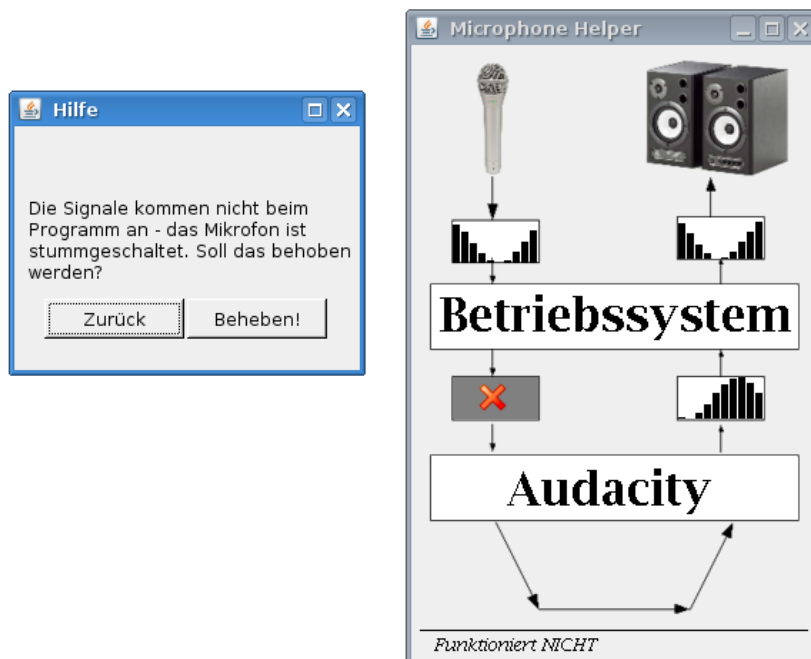 Hilfe
Die Signale kommen nicht beim
Programm an - das Mikrofon ist
stummgeschaltet. Soll das behoben
werden?
Zurück
Beheben!
Microphone Helper
Betriebssystem
Audacity
Funktioniert NICHT